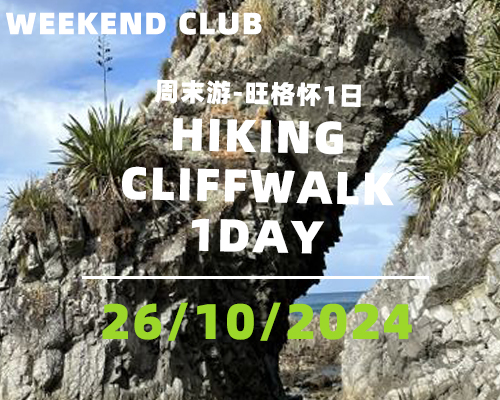 WEEKEND CLUB
周末游-旺格怀1日
HIKING
CLIFFWALK
1DAY
26/10/2024